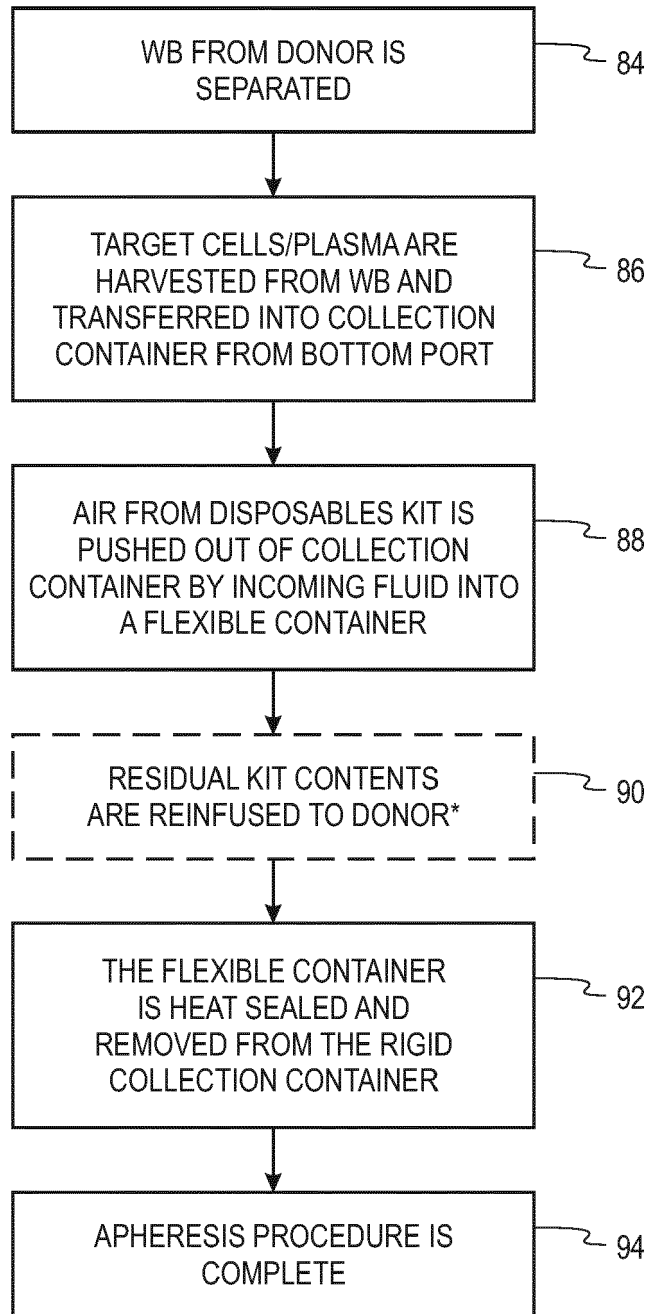 WB FROM DONOR IS
SEPARATED
84
TARGET CELLS/PLASMA ARE
HARVESTED FROM WB AND
TRANSFERRED INTO COLLECTION
CONTAINER FROM BOTTOM PORT
86
AIR FROM DISPOSABLES KIT IS
PUSHED OUT OF COLLECTION
CONTAINER BY INCOMING FLUID INTO
A FLEXIBLE CONTAINER
88
RESIDUAL KIT CONTENTS
ARE REINFUSED TO DONOR*
90
THE FLEXIBLE CONTAINER
IS HEAT SEALED AND
REMOVED FROM THE RIGID
COLLECTION CONTAINER
92
APHERESIS PROCEDURE IS
COMPLETE
94